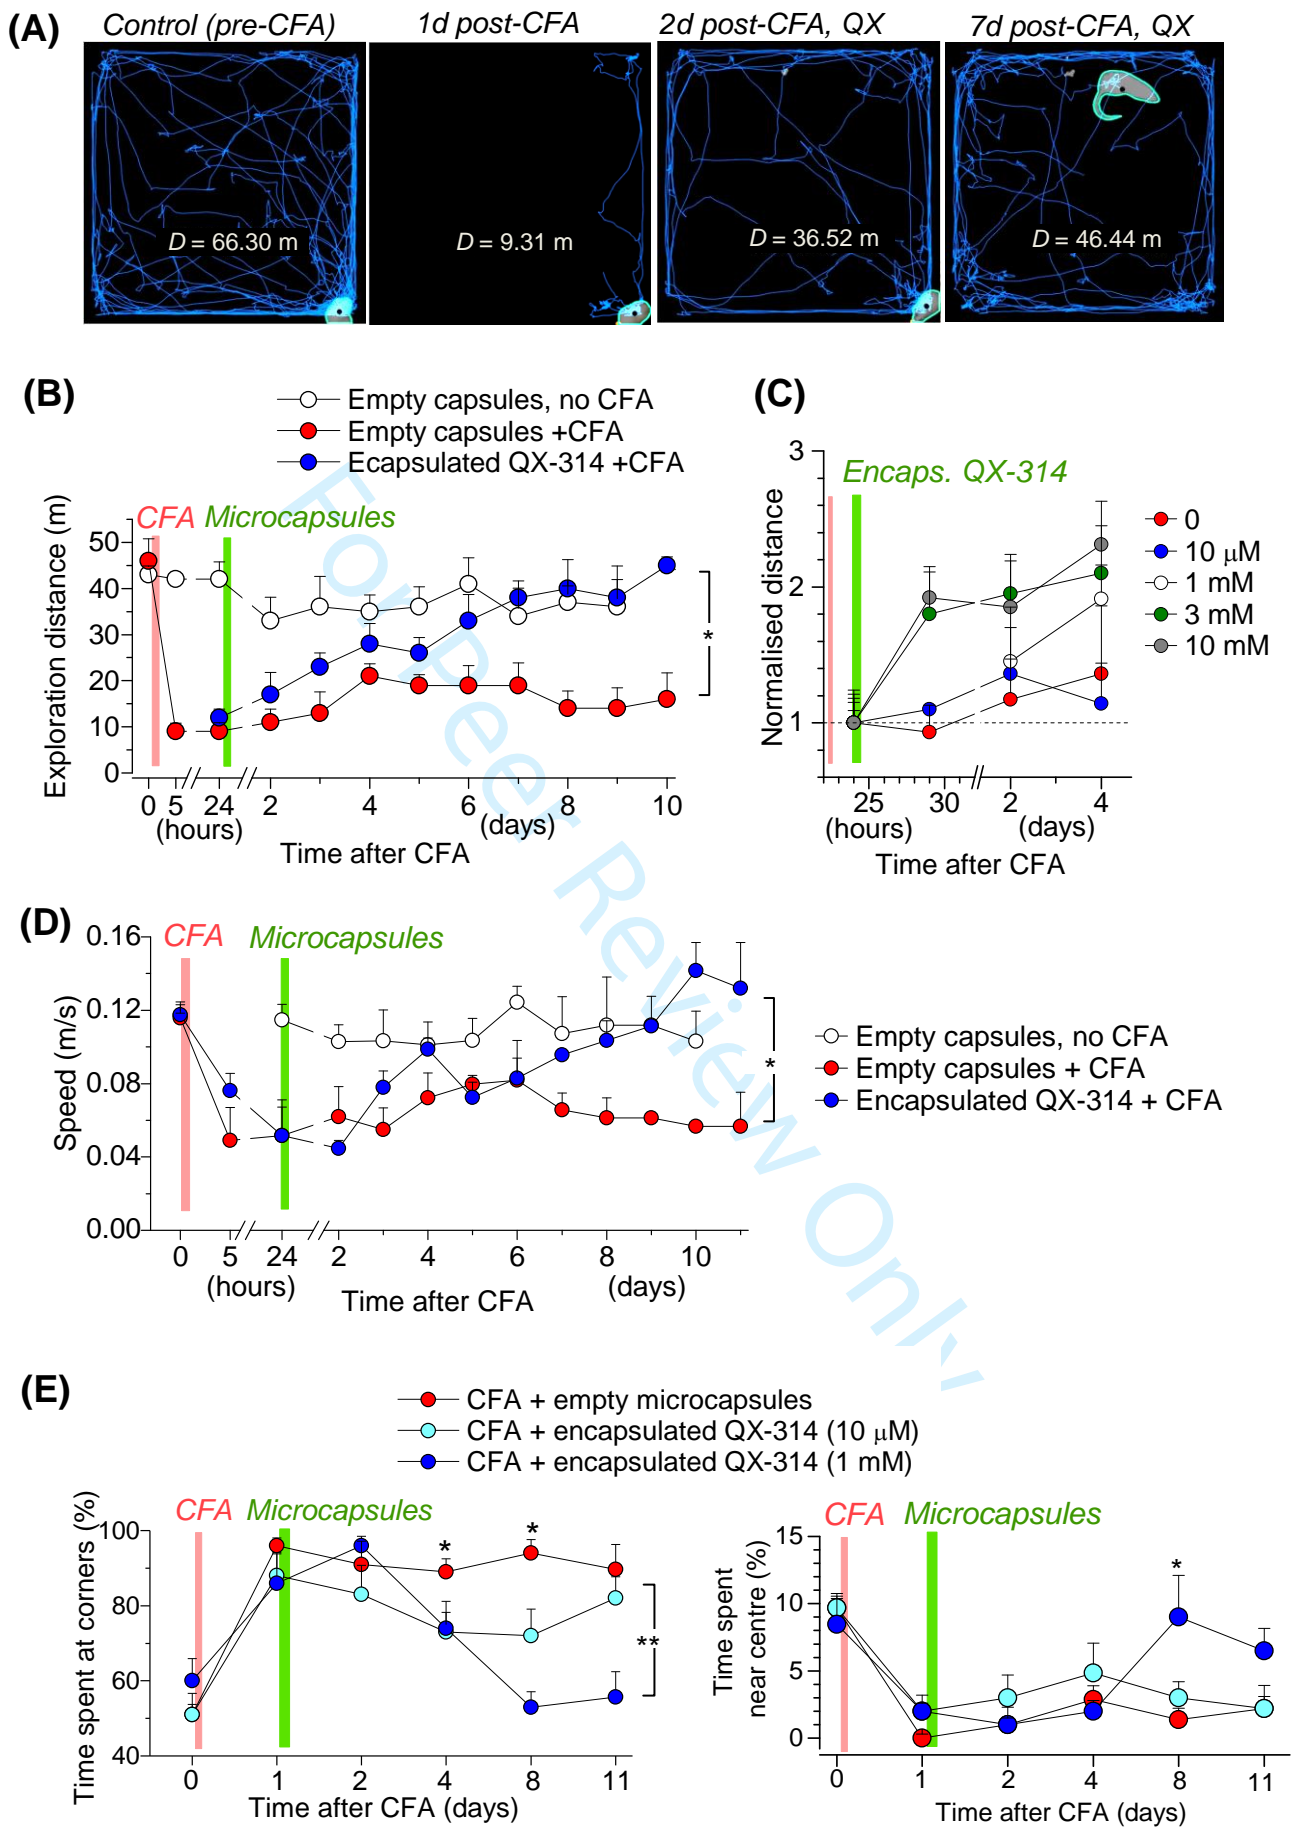 (A)
Control (pre-CFA)
1d post-CFA
2d post-CFA, QX
7d post-CFA, QX
D = 66.30 m
D = 9.31 m
D = 36.52 m
D = 46.44 m
(B)
Empty capsules, no CFA
Empty capsules +CFA
Ecapsulated QX-314 +CFA
CFA Microcapsules
Exploration distance (m)
50
40
30
20
10
0
*
0 5 24 2 4 6 8 10
(hours) (days)
Time after CFA
(C)
Encaps. QX-314
Normalised distance
3
2
1
0
10 μM
1 mM
3 mM
10 mM
25 30 2 4
(hours) (days)
Time after CFA
For Peer Review Only
(D)
CFA Microcapsules
Speed (m/s)
0.16
0.12
0.08
0.04
0.00
*
Empty capsules, no CFA
Empty capsules + CFA
Encapsulated QX-314 + CFA
0 5 24 2 4 6 8 10
(hours) (days)
Time after CFA
(E)
CFA + empty microcapsules
CFA + encapsulated QX-314 (10 μM)
CFA + encapsulated QX-314 (1 mM)
CFA Microcapsules
Time spent at corners (%)
100
80
60
40
* *
**
0 1 2 4 8 11
Time after CFA (days)
CFA Microcapsules
Time spent
near centre (%)
15
10
5
0
*
0 1 2 4 8 11
Time after CFA (days)